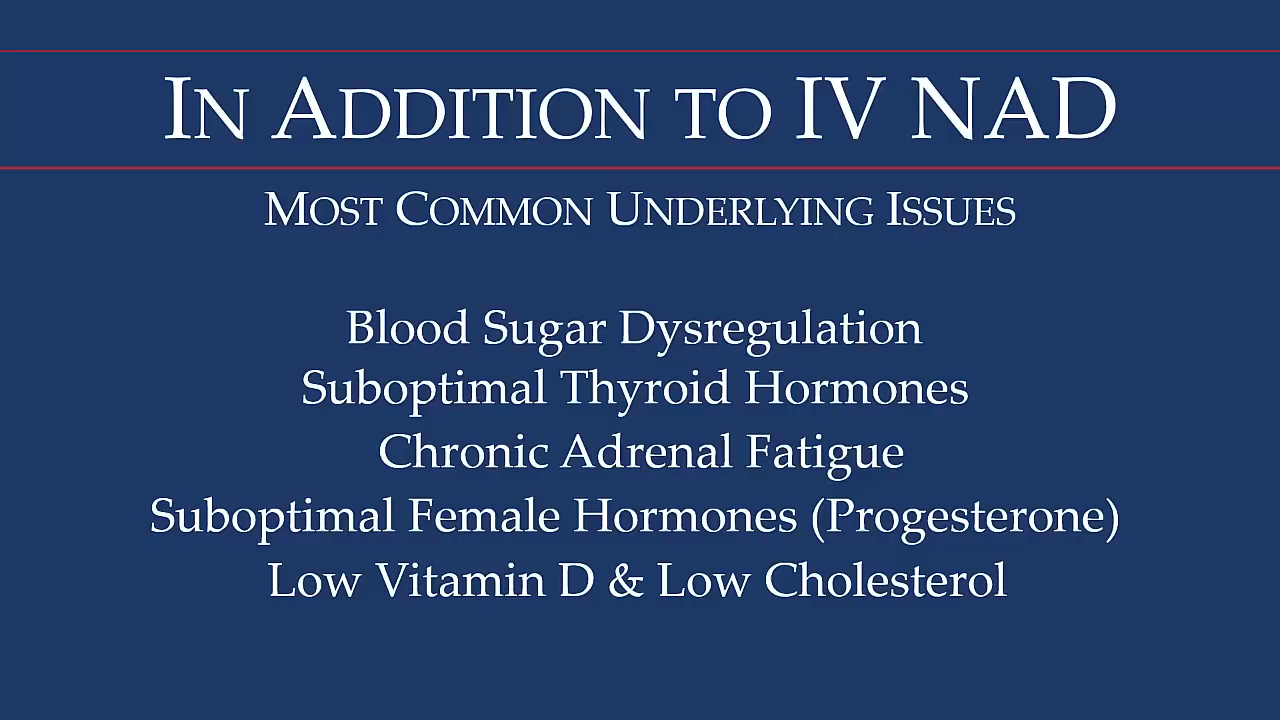 In Addition to IV NAD
Most Common Underlying Issues
Blood Sugar Dysregulation
Suboptimal Thyroid Hormones
Chronic Adrenal Fatigue
Suboptimal Female Hormones (Progesterone)
Low Vitamin D & Low Cholesterol